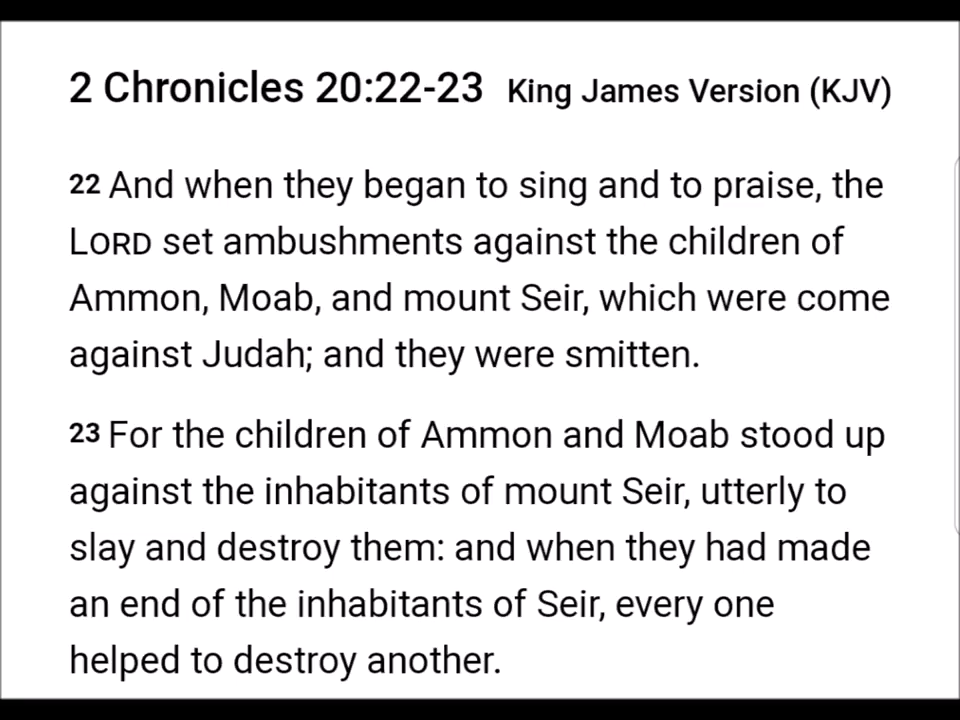 2 Chronicles 20:22-23 King James Version (KJV)
22 And when they began to sing and to praise, the
LORD set ambushments against the children of
Ammon, Moab, and mount Seir, which were come
against Judah; and they were smitten.
23 For the children of Ammon and Moab stood up
against the inhabitants of mount Seir, utterly to
slay and destroy them: and when they had made
an end of the inhabitants of Seir, every one
helped to destroy another.